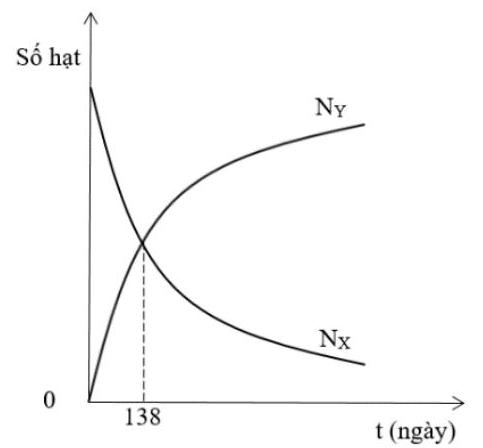 Số hạt
N_Y
N_X
0
138
t (ngày)